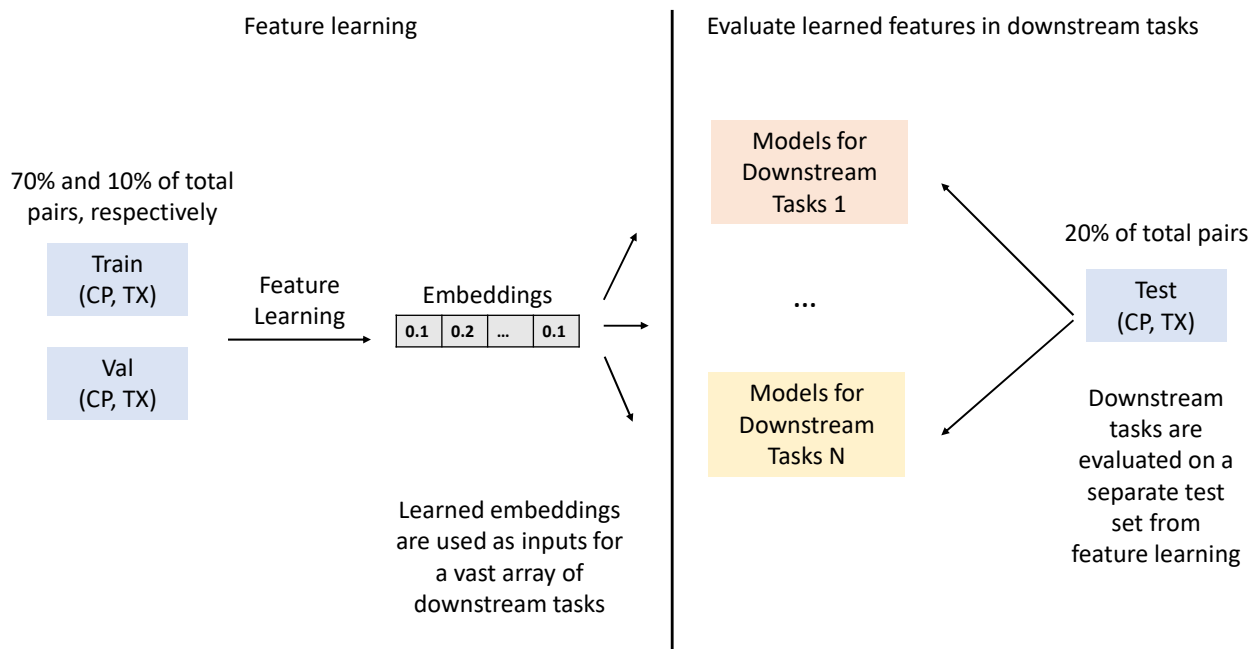 Feature learning
Evaluate learned features in downstream tasks
70% and 10% of total
pairs, respectively
Train
(CP, TX)
Val
(CP, TX)
Feature
Learning
Embeddings
0.1 0.2 ... 0.1
Learned embeddings
are used as inputs for
a vast array of
downstream tasks
Models for
Downstream
Tasks 1
...
Models for
Downstream
Tasks N
20% of total pairs
Test
(CP, TX)
Downstream
tasks are
evaluated on a
separate test
set from
feature learning